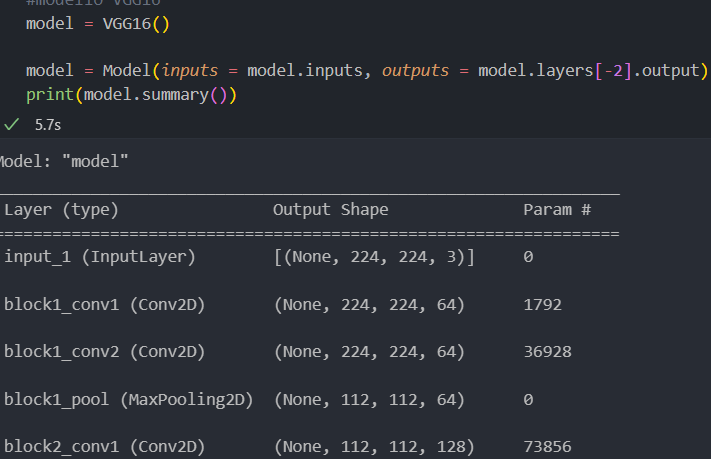 #modello VGG16
model = VGG16()
model = Model(inputs = model.inputs, outputs = model.layers[-2].output)
print(model.summary())
5.7s
Model: "model"
Layer (type) Output Shape Param #
input_1 (InputLayer) [(None, 224, 224, 3)] 0
block1_conv1 (Conv2D) (None, 224, 224, 64) 1792
block1_conv2 (Conv2D) (None, 224, 224, 64) 36928
block1_pool (MaxPooling2D) (None, 112, 112, 64) 0
block2_conv1 (Conv2D) (None, 112, 112, 128) 73856